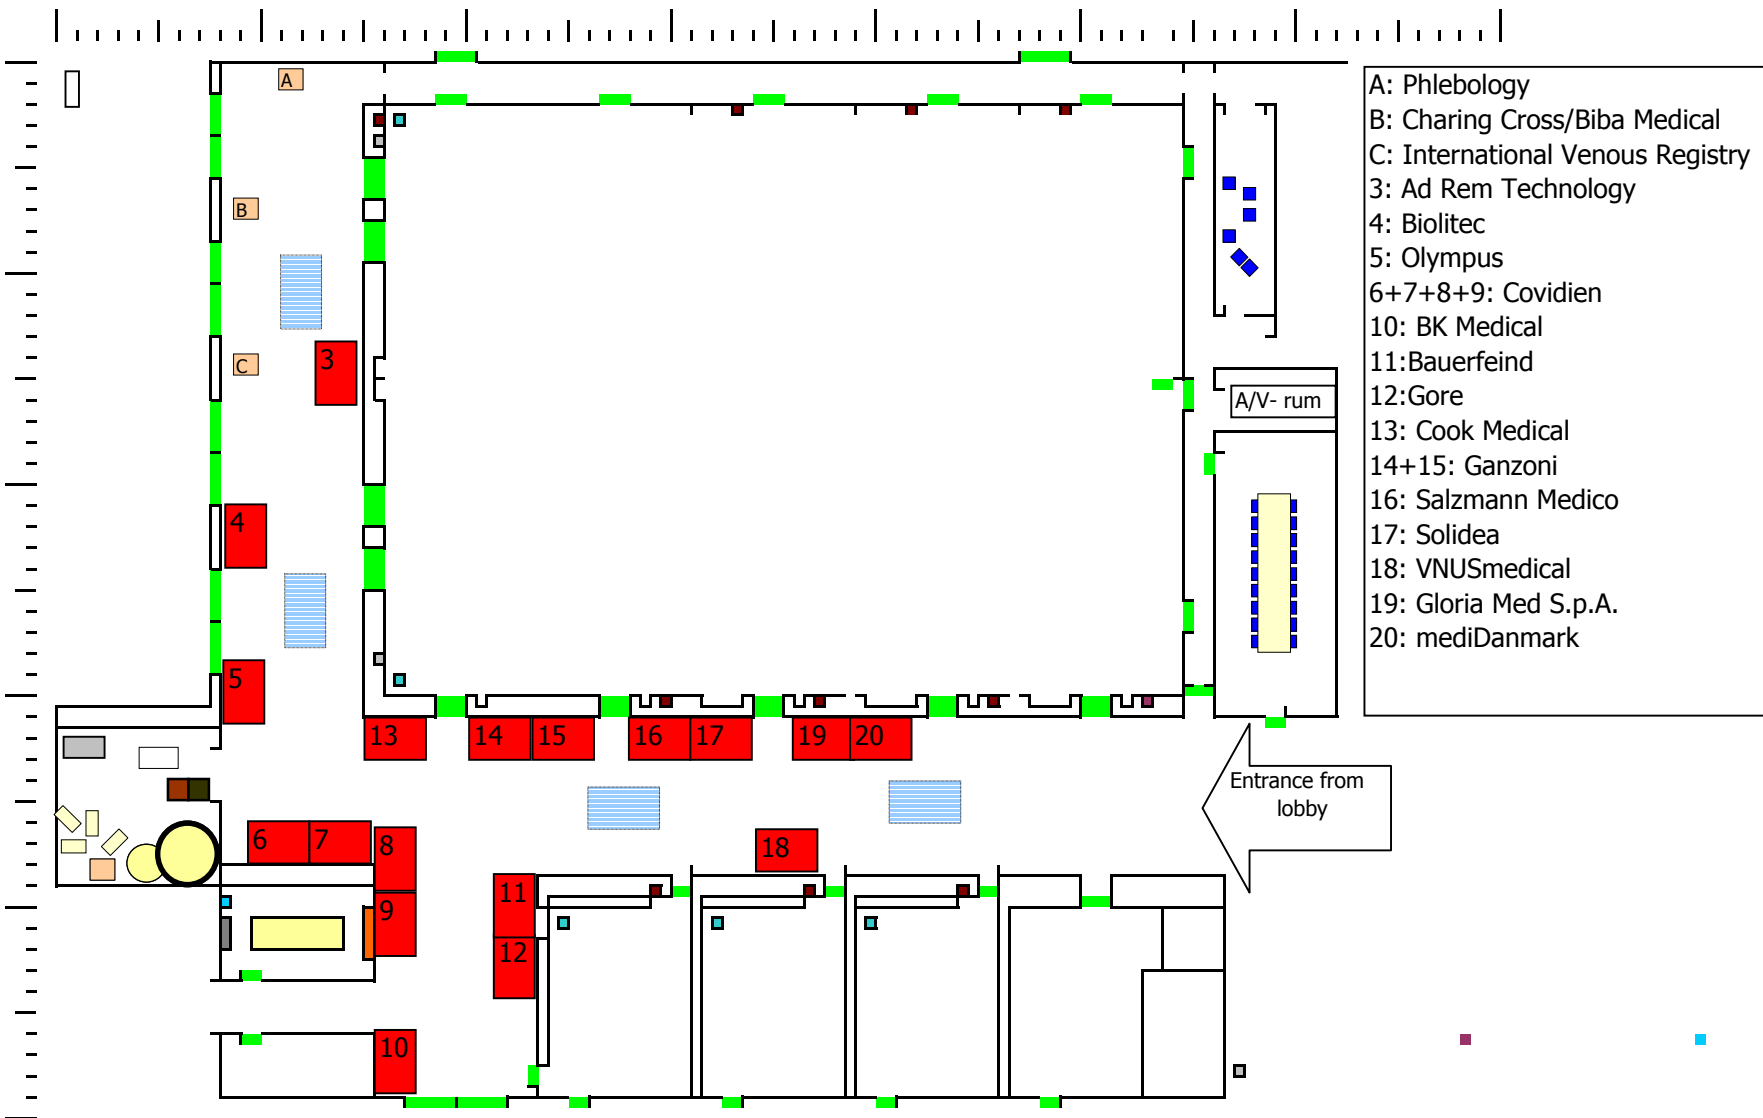 A
A: Phlebology
B: Charing Cross/Biba Medical
C: International Venous Registry
3: Ad Rem Technology
4: Biolitec
5: Olympus
6+7+8+9: Covidien
10: BK Medical
11:Bauerfeind
12:Gore
13: Cook Medical
14+15: Ganzoni
16: Salzmann Medico
17: Solidea
18: VNUSmedical
19: Gloria Med S.p.A.
20: mediDanmark
B
C
3
A/V- rum
4
5
13
14
15
16
17
19
20
Entrance from
lobby
6
7
8
18
11
9
12
10